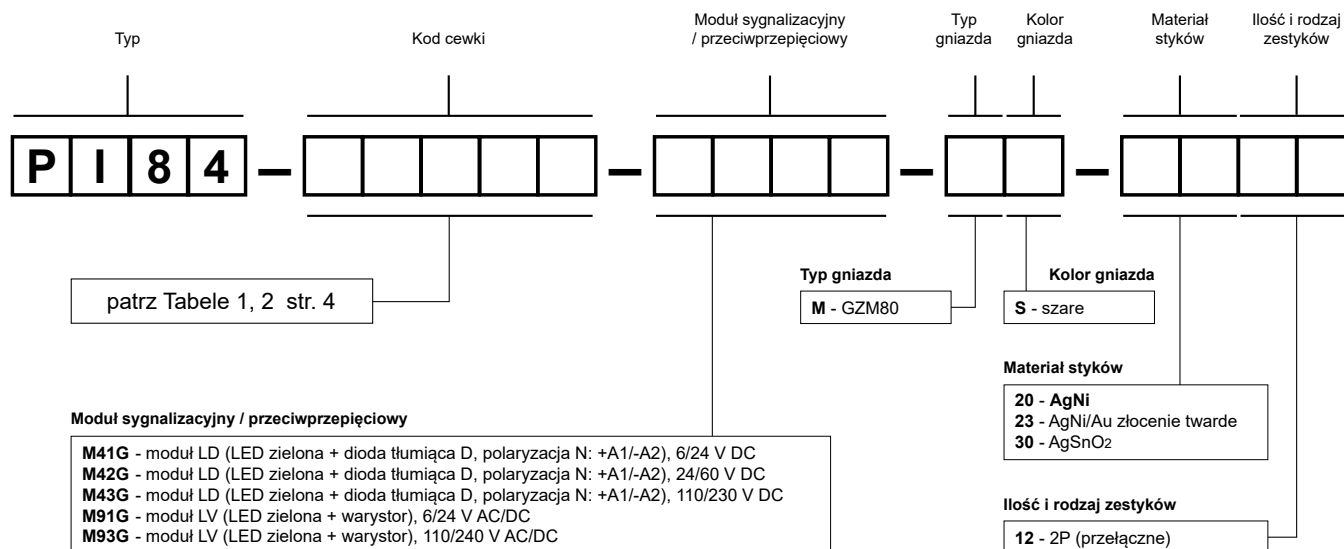 Typ
Kod cewki
Moduł sygnalizacyjny
/ przeciwprzepięciowy
Typ
gniazda
Kolor
gniazda
Materiał
styków
Ilość i rodzaj
zestyków
P I 8 4 – – – –
patrz Tabele 1, 2 str. 4
Typ gniazda
M - GZM80
Kolor gniazda
S - szare
Materiał styków
20 - AgNi
23 - AgNi/Au złocenie twarde
30 - AgSnO2
Moduł sygnalizacyjny / przeciwprzepięciowy
M41G - moduł LD (LED zielona + dioda tłumiąca D, polaryzacja N: +A1/-A2), 6/24 V DC
M42G - moduł LD (LED zielona + dioda tłumiąca D, polaryzacja N: +A1/-A2), 24/60 V DC
M43G - moduł LD (LED zielona + dioda tłumiąca D, polaryzacja N: +A1/-A2), 110/230 V DC
M91G - moduł LV (LED zielona + warystor), 6/24 V AC/DC
M93G - moduł LV (LED zielona + warystor), 110/240 V AC/DC
Ilość i rodzaj zestyków
12 - 2P (przełączne)